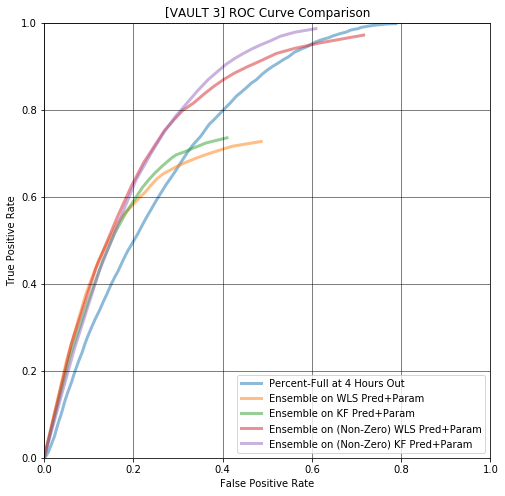 [VAULT 3] ROC Curve Comparison
1.0
0.8
0.6
0.4
0.2
0.0
True Positive Rate
0.0 0.2 0.4 0.6 0.8 1.0
False Positive Rate
Percent-Full at 4 Hours Out
Ensemble on WLS Pred+Param
Ensemble on KF Pred+Param
Ensemble on (Non-Zero) WLS Pred+Param
Ensemble on (Non-Zero) KF Pred+Param